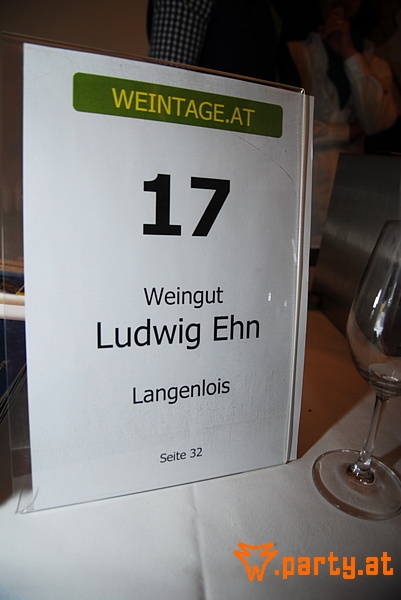 WEINTAGE.AT
17
Weingut
Ludwig Ehn
Langenlois
Seite 32
w.party.at